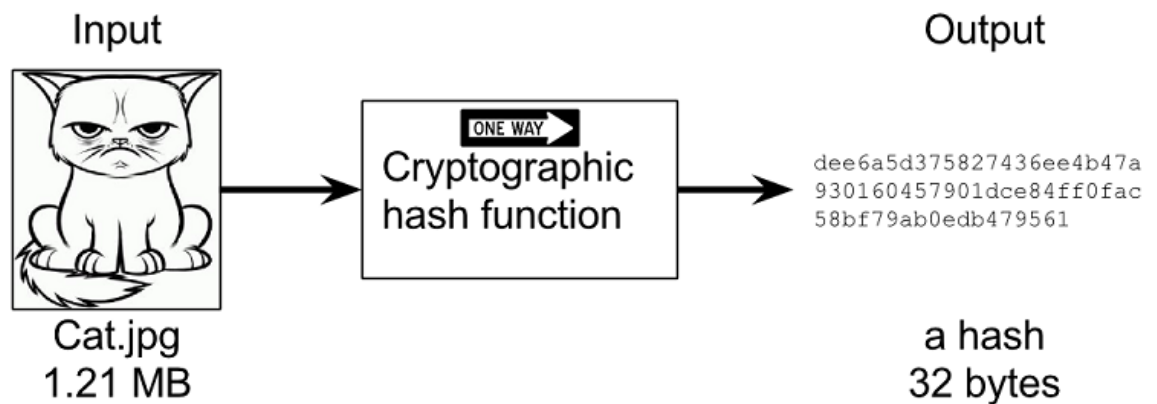 Input
Output
ONE WAY
Cryptographic
hash function
dee6a5d375827436ee4b47a
930160457901dce84ff0fac
58bf79ab0edb479561
Cat.jpg
1.21 MB
a hash
32 bytes